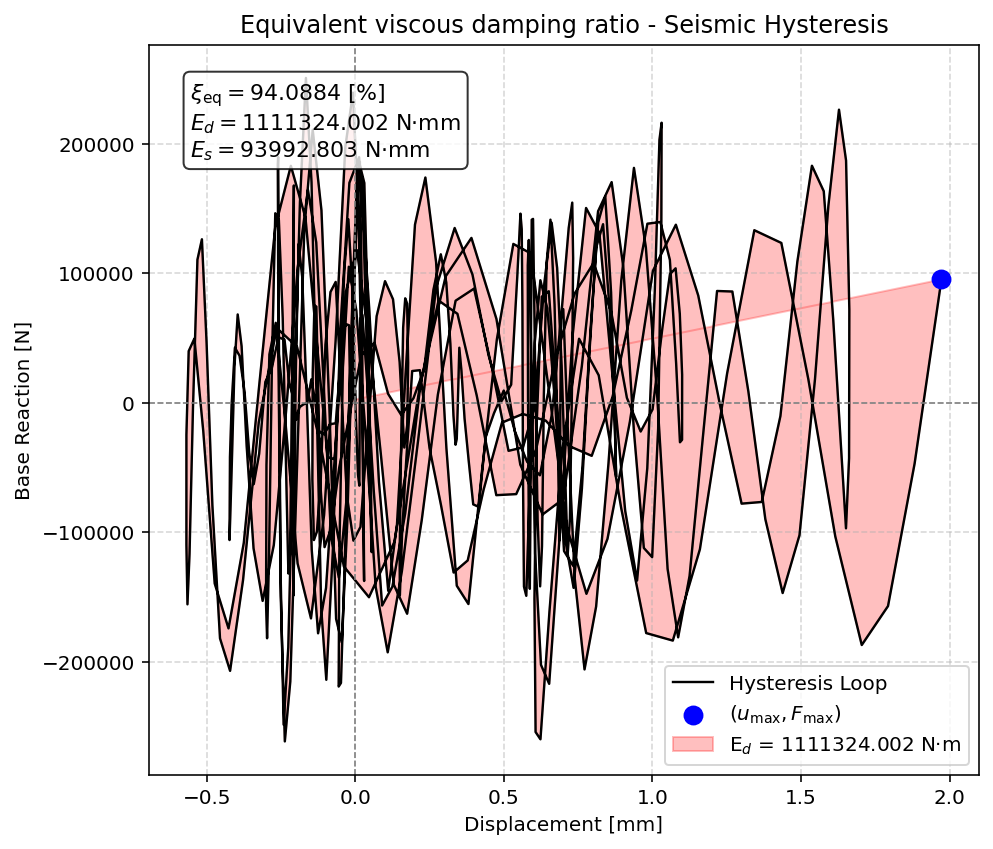 Equivalent viscous damping ratio - Seismic Hysteresis
ξeq = 94.0884 [%]
Ed = 1111324.002 N·mm
Es = 93992.803 N·mm
Base Reaction [N]
200000
100000
0
−100000
−200000
Hysteresis Loop
(umax, Fmax)
Ed = 1111324.002 N·m
−0.5
0.0
0.5
1.0
1.5
2.0
Displacement [mm]